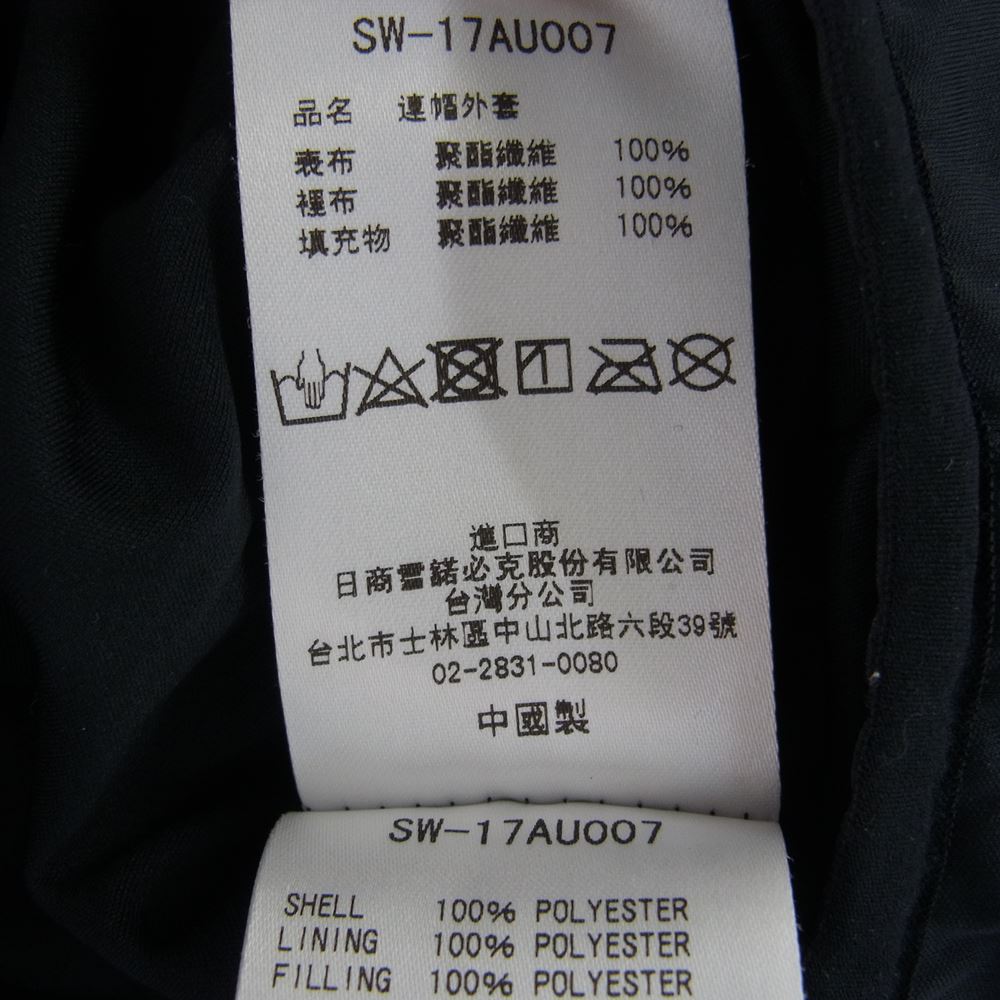 SW-17AU007
品名 連帽外套
表布 聚酯纖維 100%
裡布 聚酯纖維 100%
填充物 聚酯纖維 100%
進口商
日商雪諾必克股份有限公司
台灣分公司
台北市士林區中山北路六段39號
02-2831-0080
中國製
SW-17AU007
SHELL 100% POLYESTER
LINING 100% POLYESTER
FILLING 100% POLYESTER